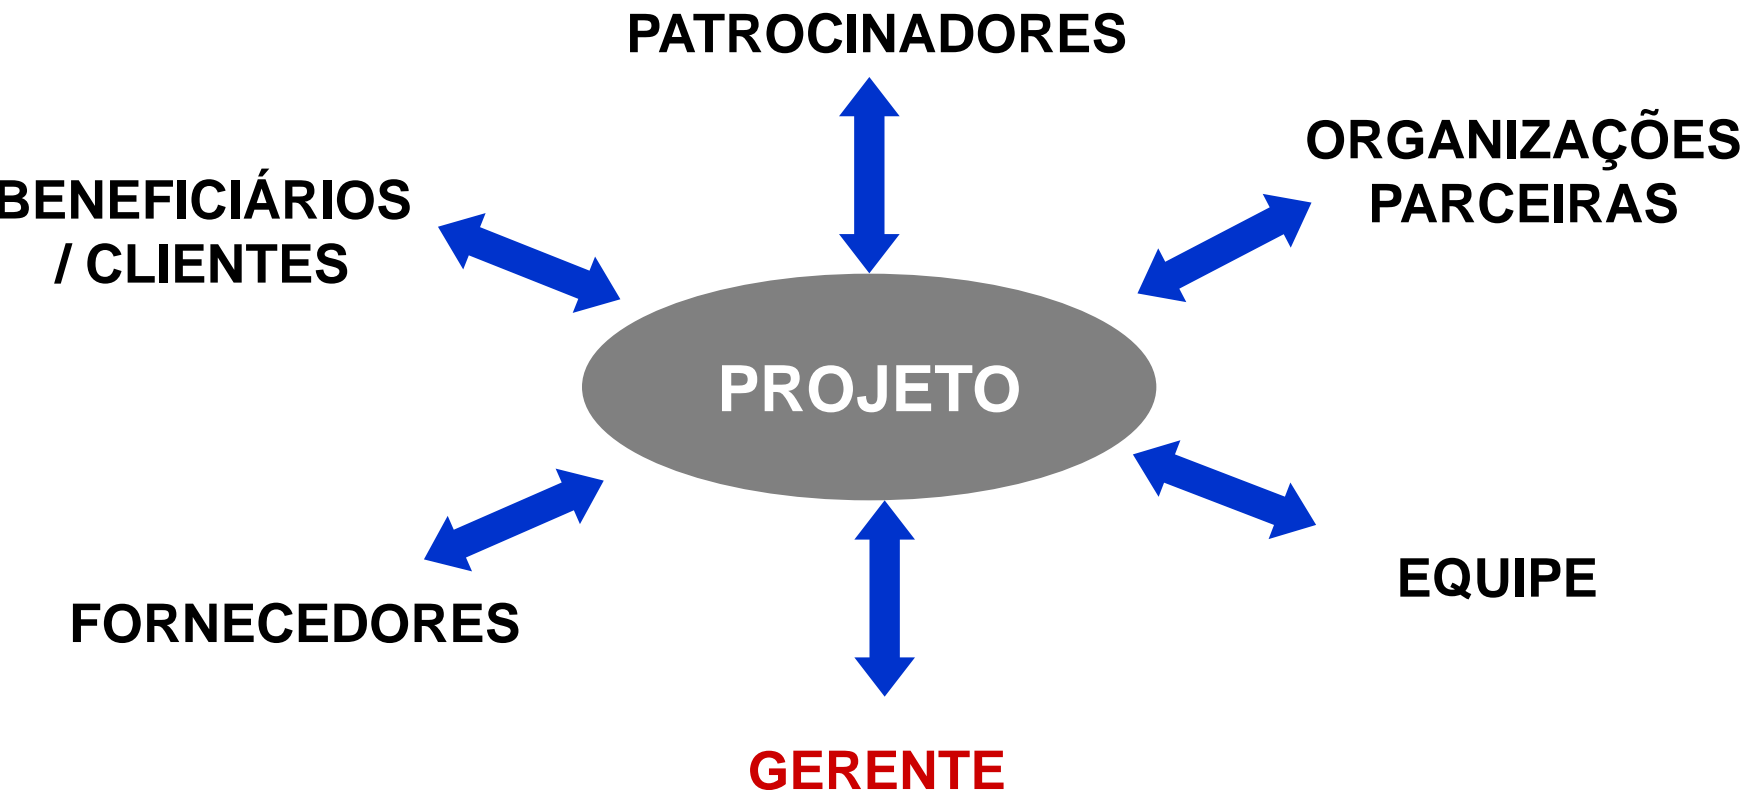 PATROCINADORES
ORGANIZAÇÕES
PARCEIRAS
BENEFICIÁRIOS
/ CLIENTES
PROJETO
EQUIPE
FORNECEDORES
GERENTE